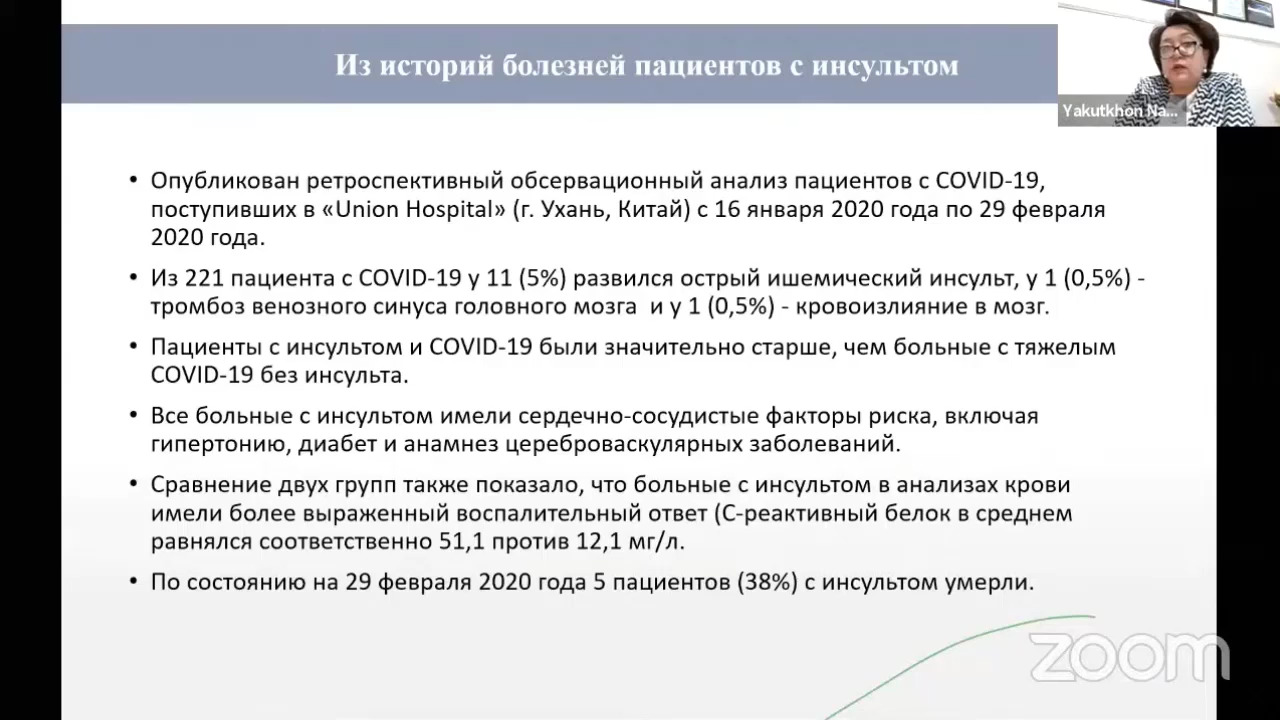 Из историй болезней пациентов с инсультом
Yakutkhon Na...
• Опубликован ретроспективный обсервационный анализ пациентов с COVID-19,
поступивших в «Union Hospital» (г. Ухань, Китай) с 16 января 2020 года по 29 февраля
2020 года.
• Из 221 пациента с COVID-19 у 11 (5%) развился острый ишемический инсульт, у 1 (0,5%) -
тромбоз венозного синуса головного мозга и у 1 (0,5%) - кровоизлияние в мозг.
• Пациенты с инсультом и COVID-19 были значительно старше, чем больные с тяжелым
COVID-19 без инсульта.
• Все больные с инсультом имели сердечно-сосудистые факторы риска, включая
гипертонию, диабет и анамнез цереброваскулярных заболеваний.
• Сравнение двух групп также показало, что больные с инсультом в анализах крови
имели более выраженный воспалительный ответ (С-реактивный белок в среднем
равнялся соответственно 51,1 против 12,1 мг/л.
• По состоянию на 29 февраля 2020 года 5 пациентов (38%) с инсультом умерли.
zoom